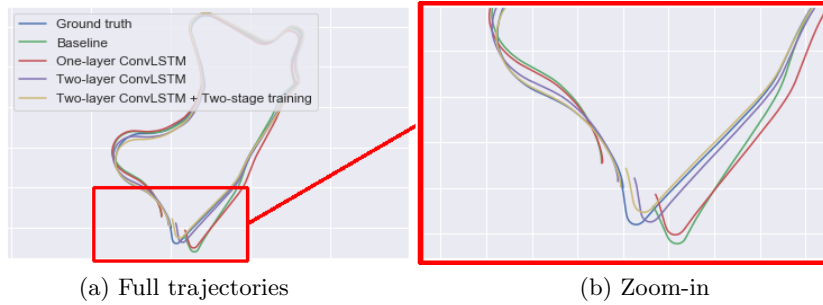 Ground truth
Baseline
One-layer ConvLSTM
Two-layer ConvLSTM
Two-layer ConvLSTM + Two-stage training
(a) Full trajectories
(b) Zoom-in